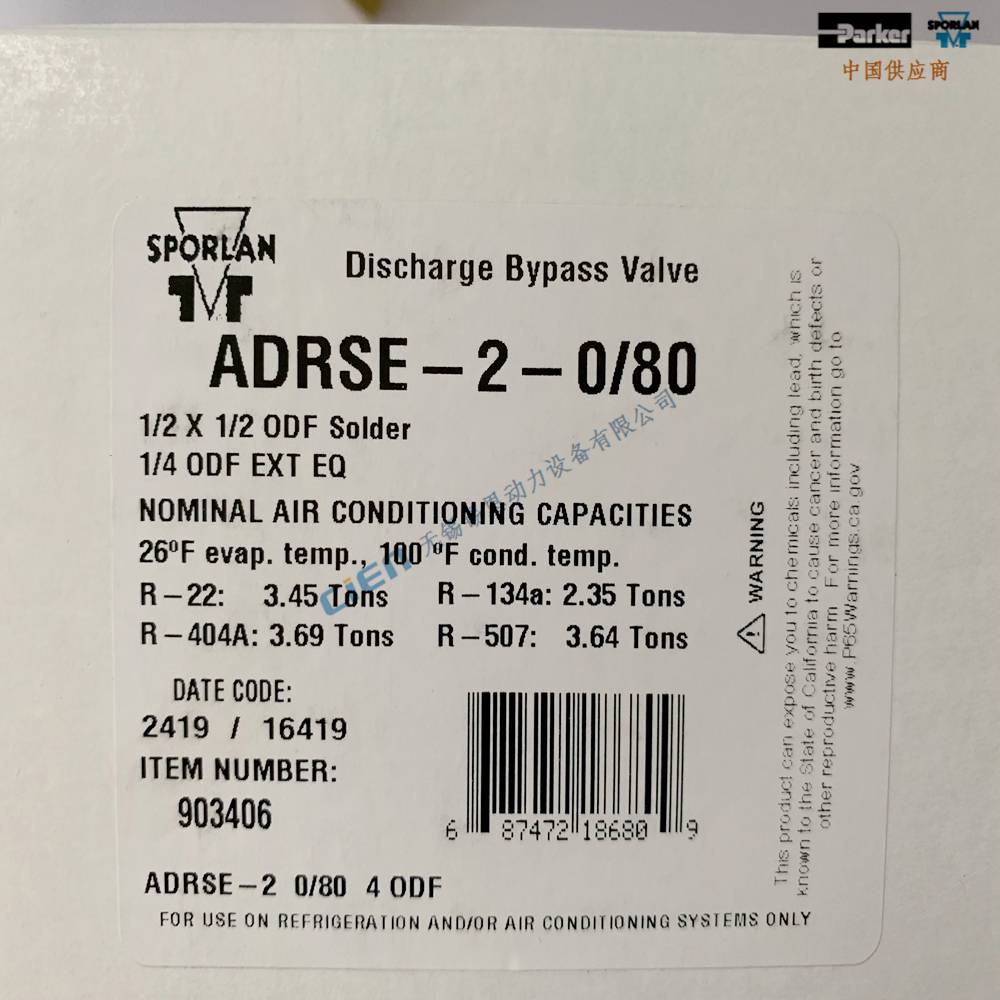 Parker
SPORLAN
中国供应商
SPORLAN
Discharge Bypass Valve
ADRSE-2-0/80
1/2 X 1/2 ODF Solder
1/4 ODF EXT EQ
NOMINAL AIR CONDITIONING CAPACITIES
26ºF evap. temp., 100 ºF cond. temp.
R-22: 3.45 Tons R-134a: 2.35 Tons
R-404A: 3.69 Tons R-507: 3.64 Tons
DATE CODE:
2419 / 16419
ITEM NUMBER:
903406
6 87472 18680 9
ADRSE-2 0/80 4 ODF
FOR USE ON REFRIGERATION AND/OR AIR CONDITIONING SYSTEMS ONLY
WARNING
This product can expose you to chemicals including lead, which is
known to the State of California to cause cancer and birth defects or
other reproductive harm. For more information go to
www.P65Warnings.ca.gov
动力设备有限公司